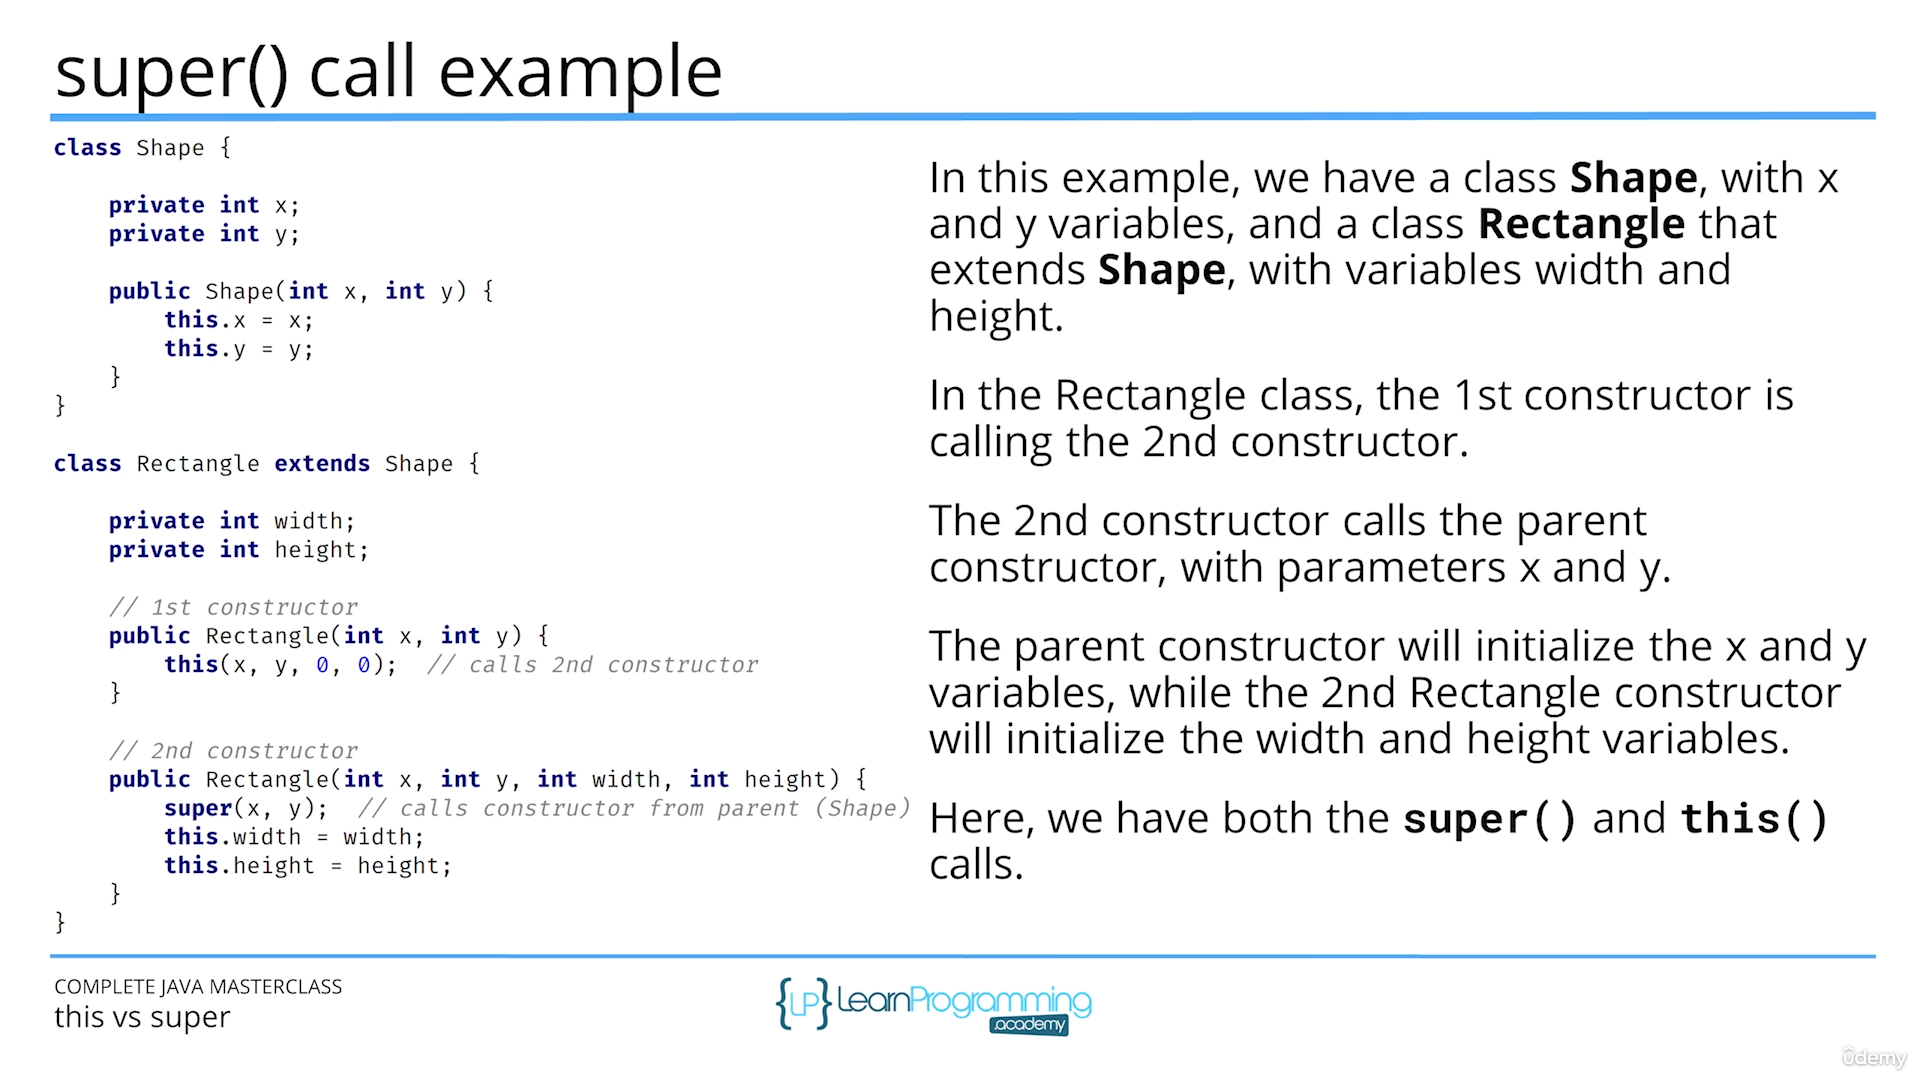 super() call example
class Shape {
    private int x;
    private int y;
    public Shape(int x, int y) {
        this.x = x;
        this.y = y;
    }
}
class Rectangle extends Shape {
    private int width;
    private int height;
    // 1st constructor
    public Rectangle(int x, int y) {
        this(x, y, 0, 0);  // calls 2nd constructor
    }
    // 2nd constructor
    public Rectangle(int x, int y, int width, int height) {
        super(x, y);  // calls constructor from parent (Shape)
        this.width = width;
        this.height = height;
    }
}
In this example, we have a class Shape, with x
and y variables, and a class Rectangle that
extends Shape, with variables width and
height.
In the Rectangle class, the 1st constructor is
calling the 2nd constructor.
The 2nd constructor calls the parent
constructor, with parameters x and y.
The parent constructor will initialize the x and y
variables, while the 2nd Rectangle constructor
will initialize the width and height variables.
Here, we have both the super() and this()
calls.
COMPLETE JAVA MASTERCLASS
this vs super
{LP} LearnProgramming
.academy
ûdemy